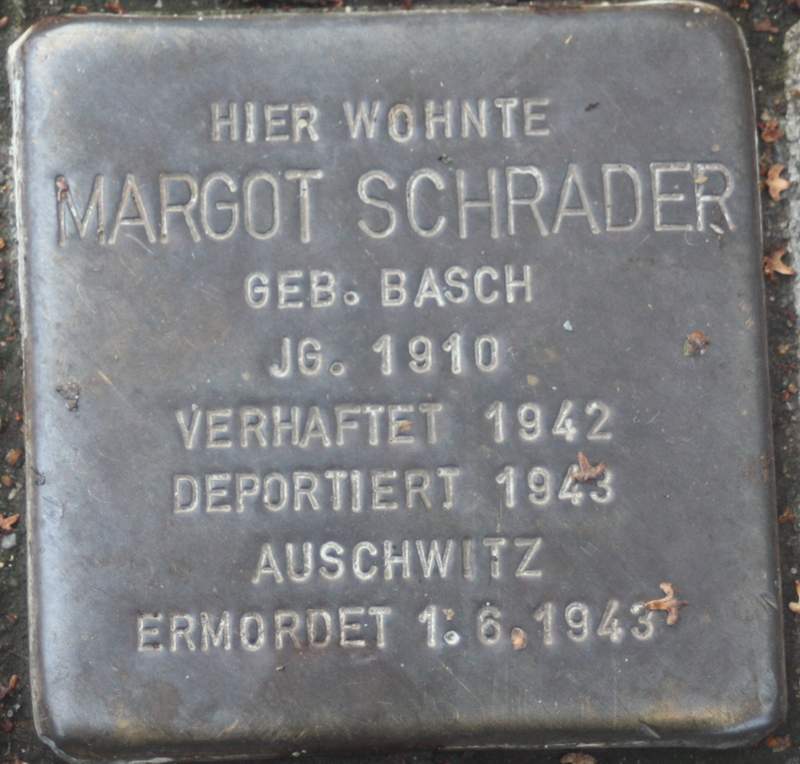 HIER WOHNTE
MARGOT SCHRADER
GEB. BASCH
JG. 1910
VERHAFTET 1942
DEPORTIERT 1943
AUSCHWITZ
ERMORDET 1.6.1943